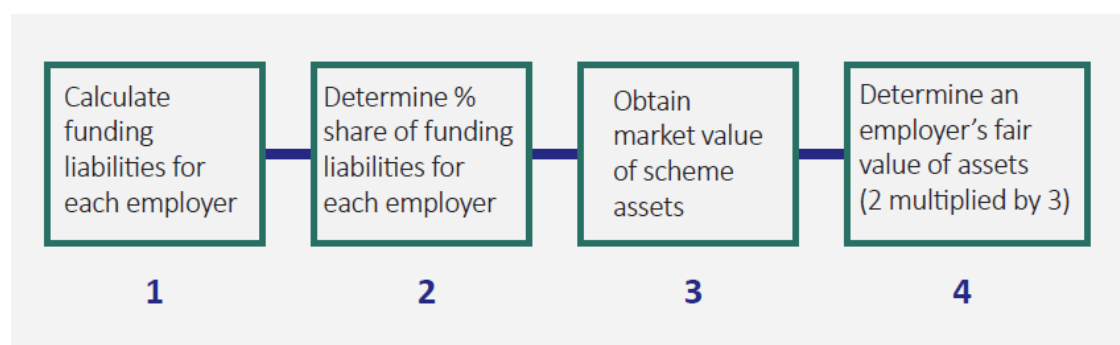 Calculate
funding
liabilities for
each employer
Determine %
share of funding
liabilities for
each employer
Obtain
market value
of scheme
assets
Determine an
employer’s fair
value of assets
(2 multiplied by 3)
1
2
3
4